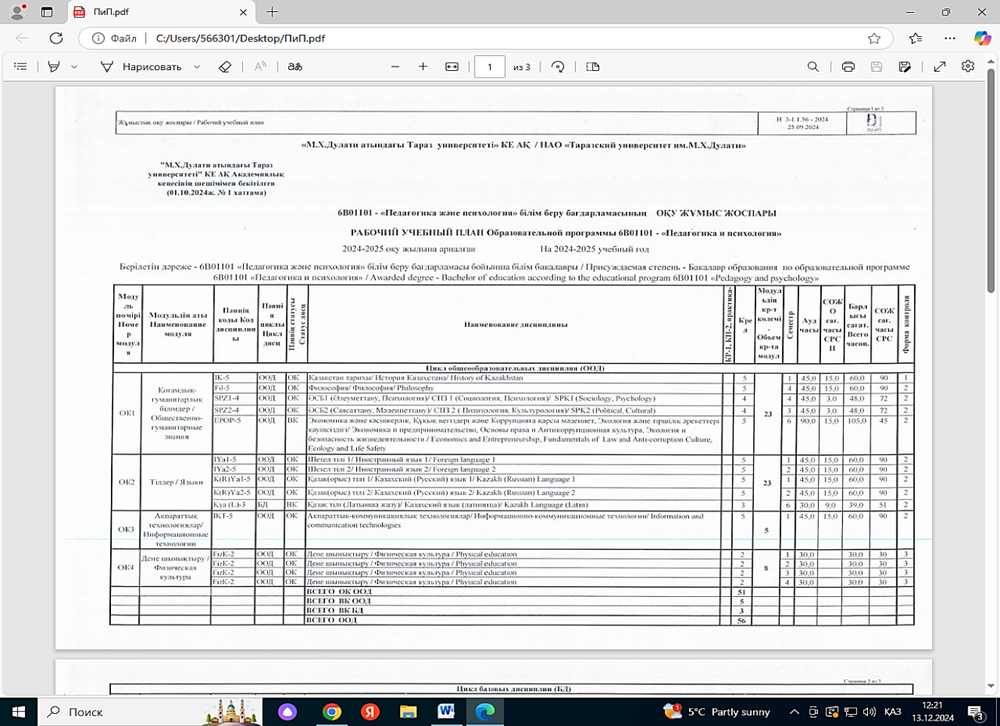 ПиП.pdf
Файл C:/Users/566301/Desktop/ПиП.pdf
Нарисовать 1 из 3
Страница 1 из 3
Жұмыстық оқу жоспары / Рабочий учебный план
Н 3-1.1.56 - 2024
25.09.2024
DULATY
«М.Х.Дулати атындағы Тараз университеті» КЕ АҚ / НАО «Таразский университет им.М.Х.Дулати»
"М.Х.Дулати атындағы Тараз
университеті" КЕ АҚ Академиялық
кеңесінің шешімімен бекітілген
(01.10.2024ж. № 1 хаттама)
6В01101 - «Педагогика және психология» білім беру бағдарламасының ОҚУ ЖҰМЫС ЖОСПАРЫ
РАБОЧИЙ УЧЕБНЫЙ ПЛАН Образовательной программы 6В01101 - «Педагогика и психология»
2024-2025 оқу жылына арналған На 2024-2025 учебный год
Берілетін дәреже - 6В01101 «Педагогика және психология» білім беру бағдарламасы бойынша білім бакалавры / Присуждаемая степень - Бакалавр образования по образовательной программе
6В01101 «Педагогика и психология» / Awarded degree - Bachelor of education according to the educational program 6В01101 «Pedagogy and psychology»
Модуль нөмірі Номер модуля
Модульдің аты Наименование модуля
Пәннің коды Код дисциплины
Пәннің циклы Цикл дисц
Пәннің статусы Статус дисц
Наименование дисциплины
КР-1, КП-2, практика-
Кред
Модульдің кр-т көлемі. Объем кр-та модул
Семестр
Ауд часы
СОЖО сағ. часы СРСП
Барлығы сағат. Всего часов.
СОЖ сағ. часы СРС
Форма контроля
Цикл общеобразовательных дисциплин (ООД)
ОК1 Қоғамдық-гуманитарлық білімдер / Общественно-гуманитарные знания 23
IK-5 ООД ОК Қазақстан тарихы/ История Казахстана/ History of Kazakhstan 5 1 45,0 15,0 60,0 90 1
Fil-5 ООД ОК Философия/ Философия/ Philosophy 5 4 45,0 15,0 60,0 90 2
SPZ1-4 ООД ОК ӘСБ1 (Әлеуметтану, Психология)/ СПЗ 1 (Социология, Психология)/ SPK1 (Sociology, Psychology) 4 4 45,0 3,0 48,0 72 2
SPZ2-4 ООД ОК ӘСБ2 (Саясаттану, Мәдениеттану)/ СПЗ 2 ( Политология, Культурология)/ SPK2 (Political, Cultural) 4 3 45,0 3,0 48,0 72 2
EPOP-5 ООД ВК Экономика және кәсіпкерлік, Құқық негіздері және Коррупцияға қарсы мәдениет, Экология және тіршілік әрекеттері 5 6 90,0 15,0 105,0 45 2
қауіпсіздігі/ Экономика и предпринимательство, Основы права и Антикоррупционная культура, Экология и
безопасность жизнедеятельности / Economics and Entrepreneurship, Fundamentals of Law and Anti-corruption Culture,
Ecology and Life Safety
ОК2 Тілдер / Языки 23
IYa1-5 ООД ОК Шетел тілі 1/ Иностранный язык 1/ Foreign language 1 5 1 45,0 15,0 60,0 90 2
IYa2-5 ООД ОК Шетел тілі 2/ Иностранный язык 2/ Foreign language 2 5 2 45,0 15,0 60,0 90 2
K(R)Ya1-5 ООД ОК Қазақ(орыс) тілі 1/ Казахский (Русский) язык 1/ Kazakh (Russian) Language 1 5 1 45,0 15,0 60,0 90 2
K(R)Ya2-5 ООД ОК Қазақ(орыс) тілі 2/ Казахский (Русский) язык 2/ Kazakh (Russian) Language 2 5 2 45,0 15,0 60,0 90 2
Kya (L)-3 БД ВК Қазақ тілі (Латынша жазу)/ Казахский язык (латиница)/ Kazakh Language (Latin) 3 6 30,0 9,0 39,0 51 2
ОК3 Ақпараттық технологиялар/ Информационные технологии 5
IKT-5 ООД ОК Ақпараттық-коммуникациялық технологиялар/ Информационно-коммуникационные технологии/ Information and 5 1 45,0 15,0 60,0 90 2
communication technologies
ОК4 Дене шынықтыру / Физическая культура 8
FizK-2 ООД ОК Дене шынықтыру / Физическая культура / Physical education 2 1 30,0 30,0 30 3
FizK-2 ООД ОК Дене шынықтыру / Физическая культура / Physical education 2 2 30,0 30,0 30 3
FizK-2 ООД ОК Дене шынықтыру / Физическая культура / Physical education 2 3 30,0 30,0 30 3
FizK-2 ООД ОК Дене шынықтыру / Физическая культура / Physical education 2 4 30,0 30,0 30 3
ВСЕГО ОК ООД 51
ВСЕГО ВК ООД 5
ВСЕГО ВК БД 3
ВСЕГО ООД 56
Страница 2 из 3
Цикл базовых дисциплин (БД)
Поиск
5°C Partly sunny
ҚАЗ
12:21
13.12.2024